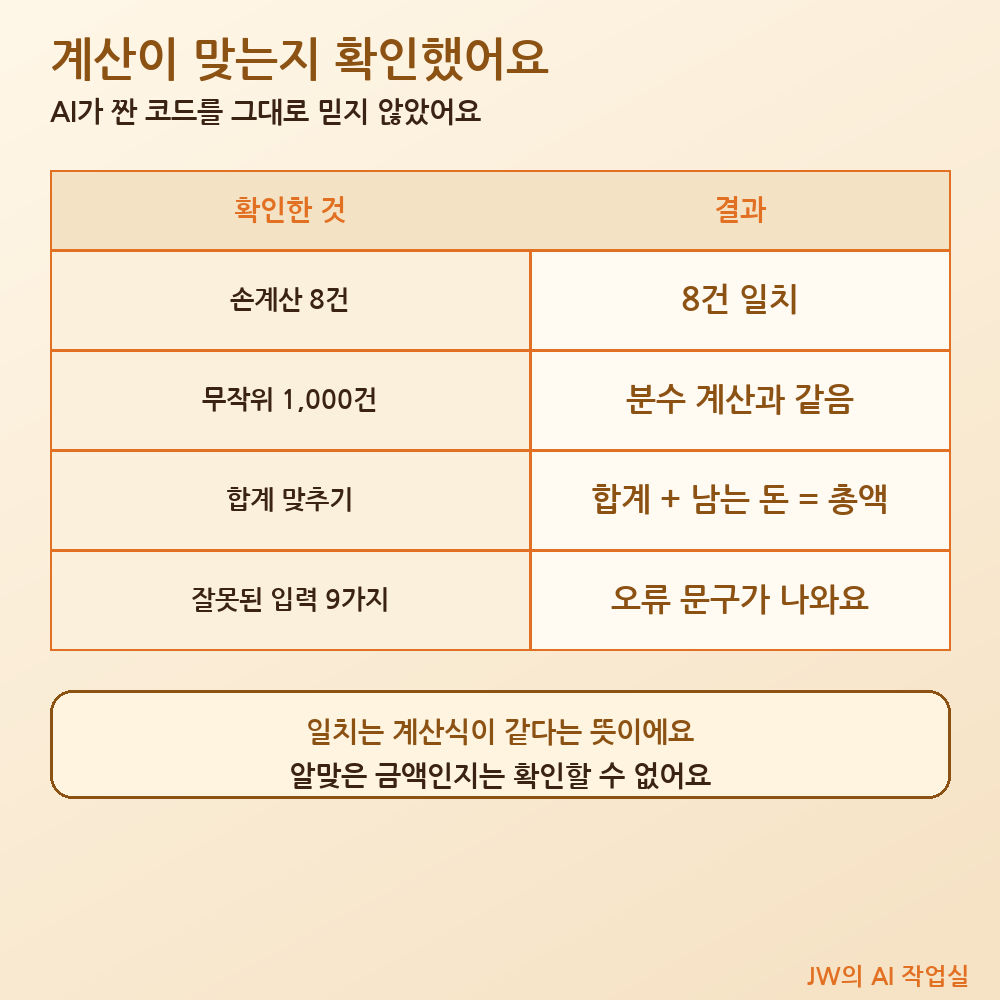 계산이 맞는지 확인했어요
AI가 짠 코드를 그대로 믿지 않았어요
확인한 것 결과
손계산 8건 8건 일치
무작위 1,000건 분수 계산과 같음
합계 맞추기 합계 + 남는 돈 = 총액
잘못된 입력 9가지 오류 문구가 나와요
일치는 계산식이 같다는 뜻이에요
알맞은 금액인지는 확인할 수 없어요
JW의 AI 작업실